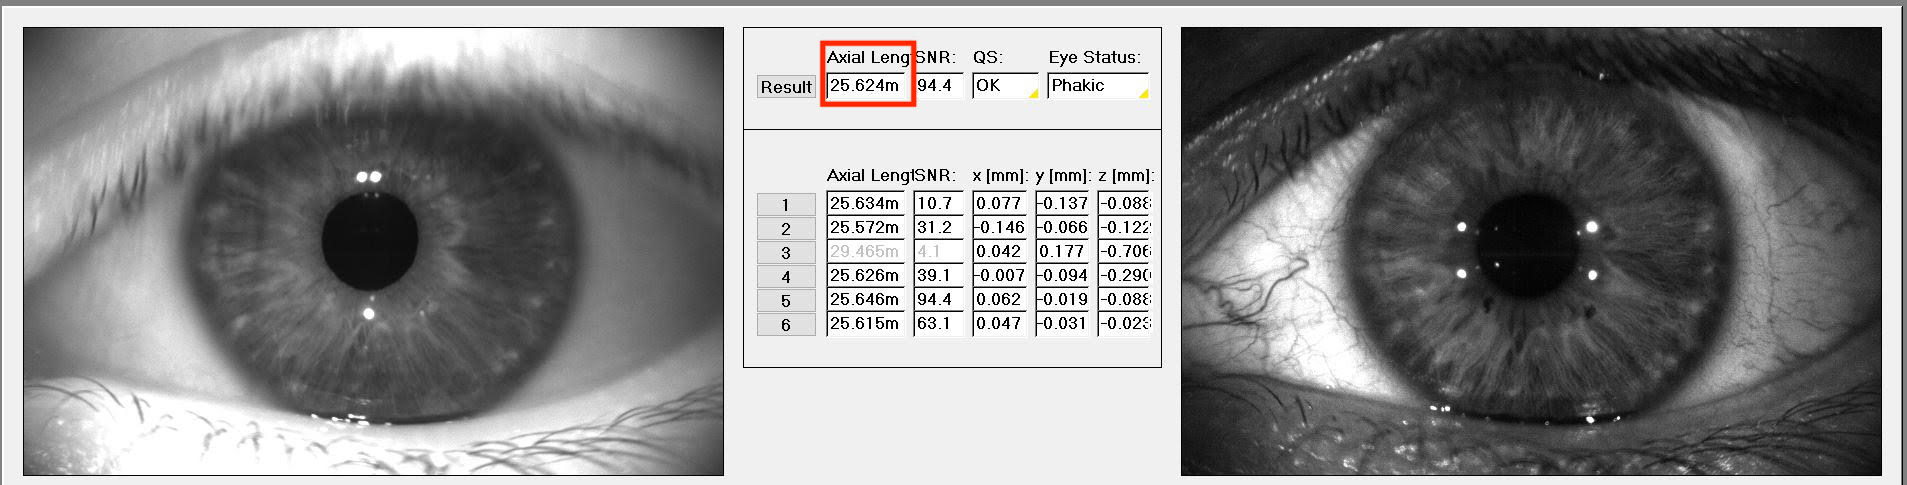 Axial Lengt SNR: QS: Eye Status:
Result 25.624m 94.4 OK Phakic
Axial Lengt SNR: x [mm]: y [mm]: z [mm]:
1 25.634m 10.7 0.077 -0.137 -0.088
2 25.572m 31.2 -0.146 -0.066 -0.122
3 29.465m 4.1 0.042 0.177 -0.706
4 25.626m 39.1 -0.007 -0.094 -0.290
5 25.646m 94.4 0.062 -0.019 -0.088
6 25.615m 63.1 0.047 -0.031 -0.023